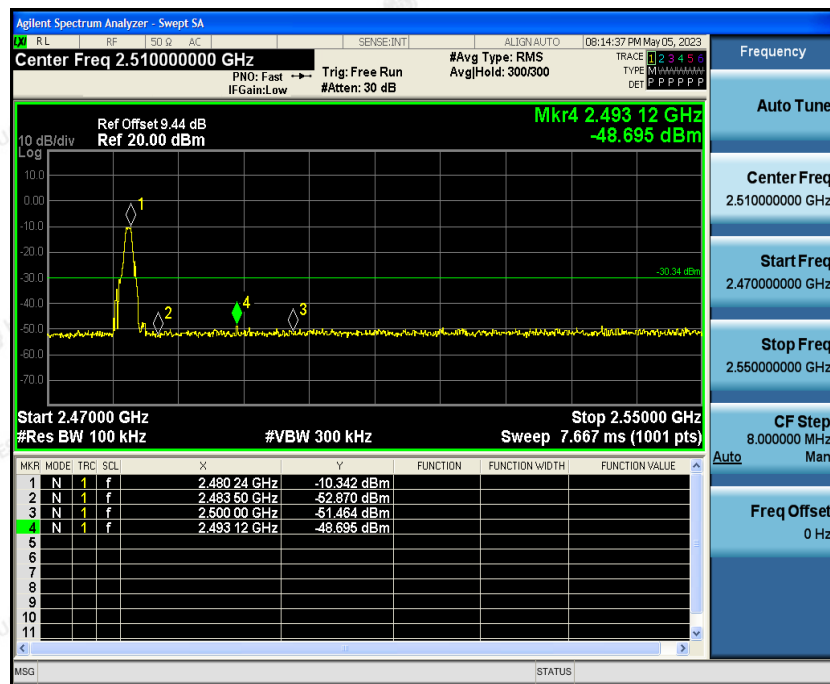 Agilent Spectrum Analyzer - Swept SA
LXI RL RF 50 Ω AC SENSE:INT ALIGN AUTO 08:14:37 PM May 05, 2023
Center Freq 2.510000000 GHz
PNO: Fast
IFGain:Low
Trig: Free Run
#Atten: 30 dB
#Avg Type: RMS
Avg|Hold: 300/300
TRACE 1 2 3 4 5 6
TYPE M W W W W W
DET P P P P P P
Frequency
Auto Tune
Center Freq
2.510000000 GHz
Start Freq
2.470000000 GHz
Stop Freq
2.550000000 GHz
CF Step
8.000000 MHz
Auto Man
Freq Offset
0 Hz
Mkr4 2.493 12 GHz
-48.695 dBm
Ref Offset 9.44 dB
10 dB/div Ref 20.00 dBm
Log
10.0
0.00
-10.0
-20.0
-30.0
-40.0
-50.0
-60.0
-70.0
1
2
4
3
-30.34 dBm
Start 2.47000 GHz Stop 2.55000 GHz
#Res BW 100 kHz #VBW 300 kHz Sweep 7.667 ms (1001 pts)
MKR MODE TRC SCL X Y FUNCTION FUNCTION WIDTH FUNCTION VALUE
1 N 1 f 2.480 24 GHz -10.342 dBm
2 N 1 f 2.483 50 GHz -52.870 dBm
3 N 1 f 2.500 00 GHz -51.464 dBm
4 N 1 f 2.493 12 GHz -48.695 dBm
5
6
7
8
9
10
11
MSG STATUS